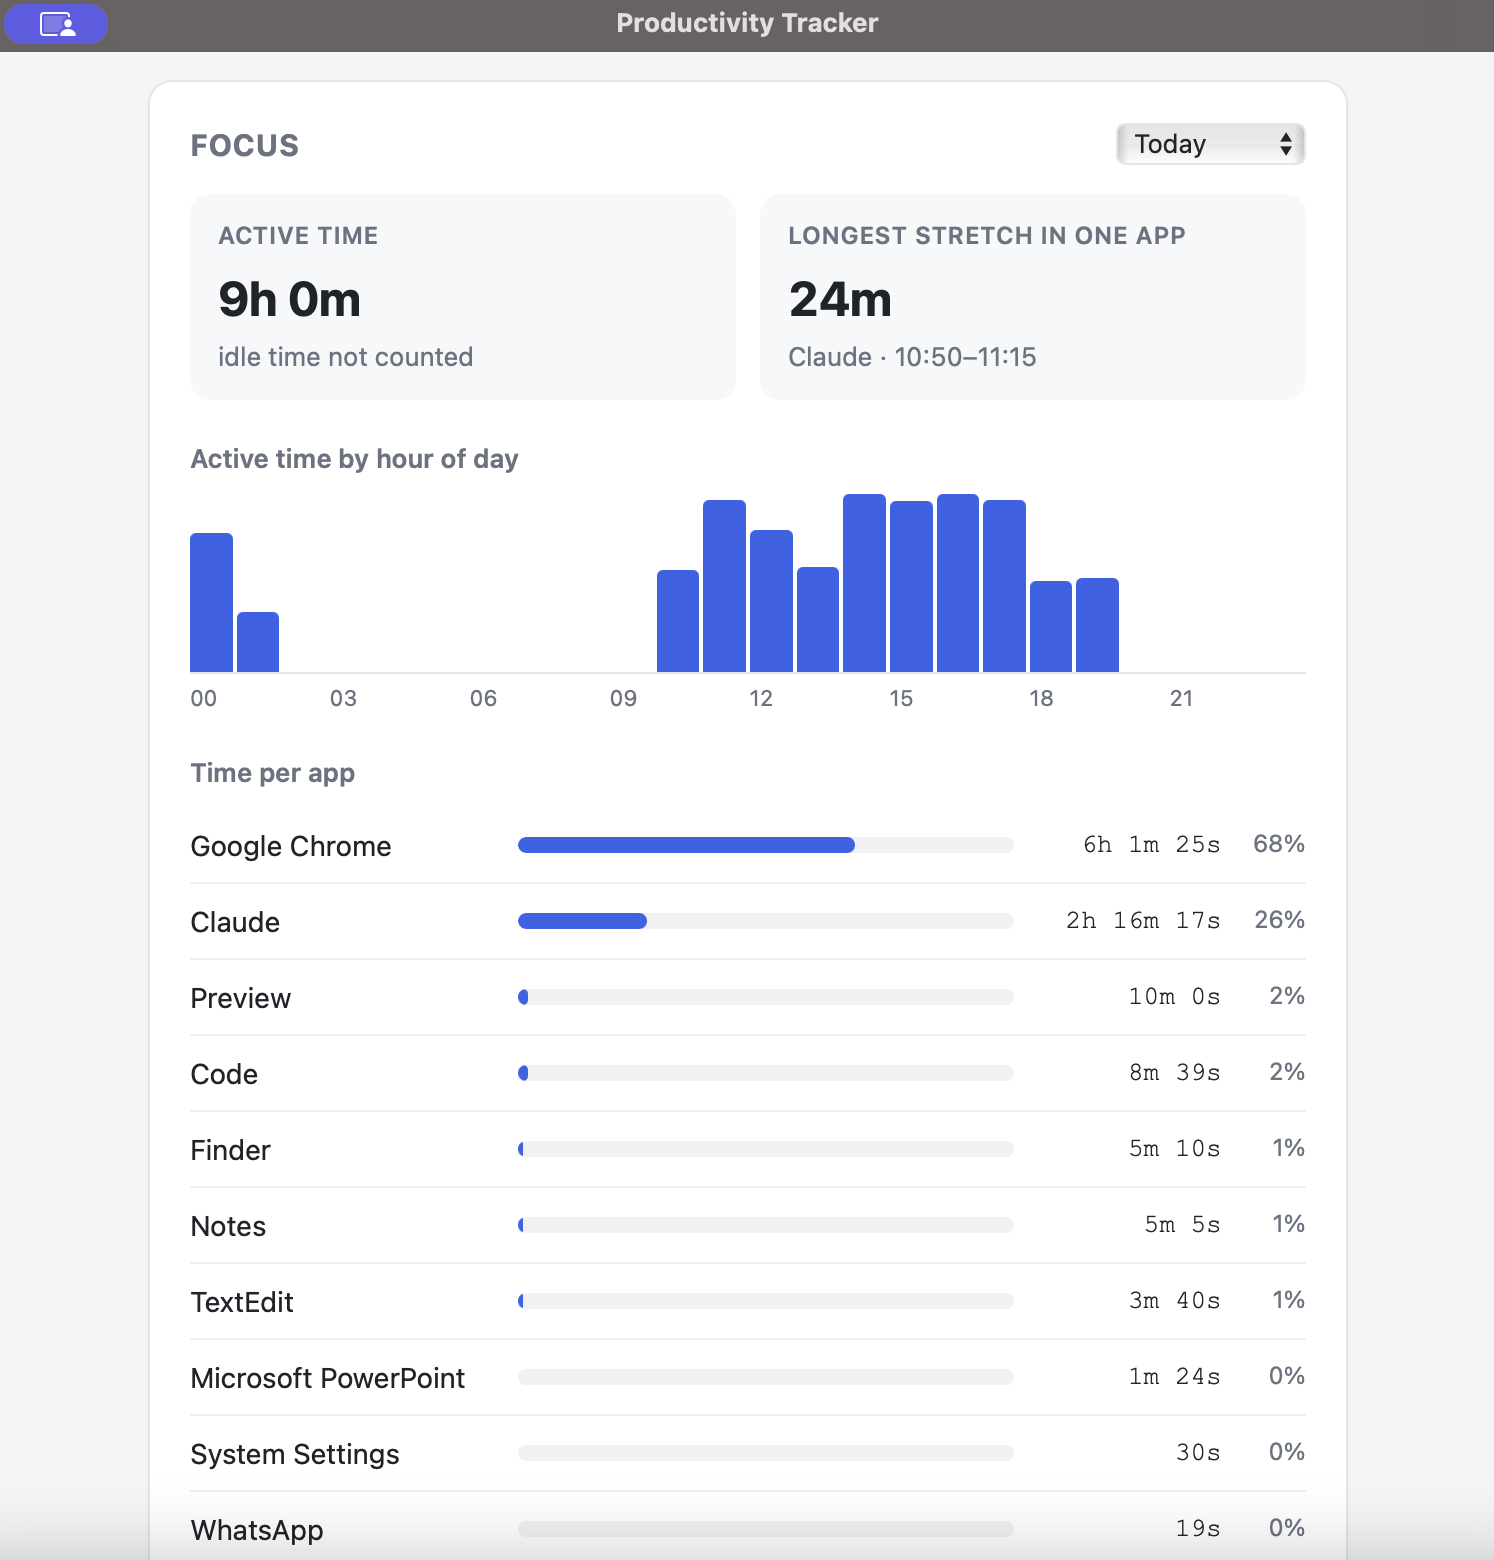 Productivity Tracker
FOCUS
Today
ACTIVE TIME
9h 0m
idle time not counted
LONGEST STRETCH IN ONE APP
24m
Claude · 10:50–11:15
Active time by hour of day
00 03 06 09 12 15 18 21
Time per app
Google Chrome 6h 1m 25s 68%
Claude 2h 16m 17s 26%
Preview 10m 0s 2%
Code 8m 39s 2%
Finder 5m 10s 1%
Notes 5m 5s 1%
TextEdit 3m 40s 1%
Microsoft PowerPoint 1m 24s 0%
System Settings 30s 0%
WhatsApp 19s 0%